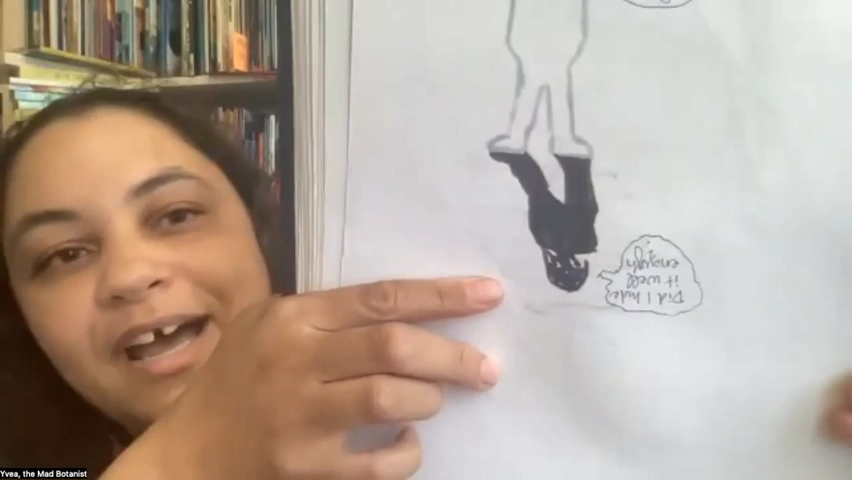 Did I hide
it well
enough
Yvea, the Mad Botanist